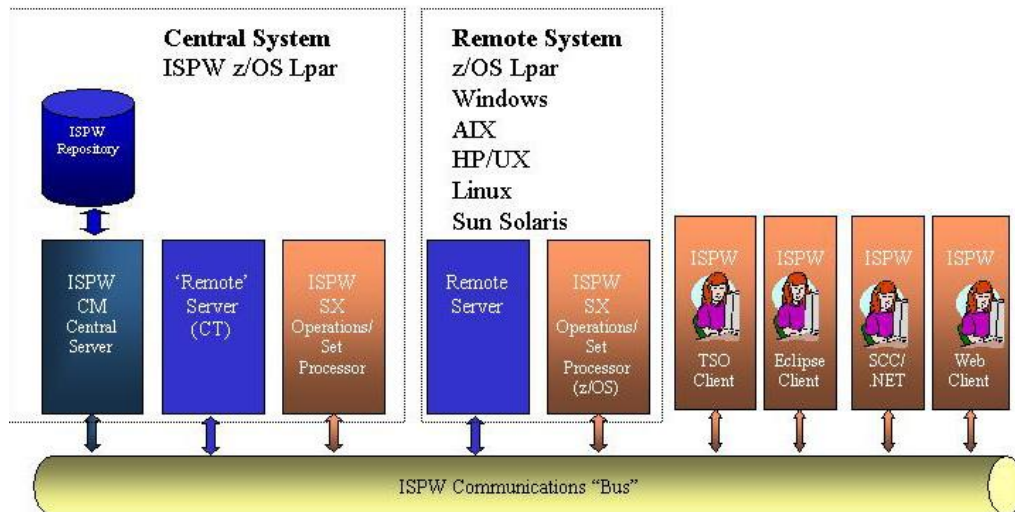 Central System
ISPW z/OS Lpar
Remote System
z/OS Lpar
Windows
AIX
HP/UX
Linux
Sun Solaris
ISPW
Repository
ISPW
CM
Central
Server
‘Remote’
Server
(CT)
ISPW
SX
Operations/
Set
Processor
Remote
Server
ISPW
SX
Operations/
Set
Processor
(z/OS)
ISPW
TSO
Client
ISPW
Eclipse
Client
ISPW
SCC/
.NET
ISPW
Web
Client
ISPW Communications “Bus”